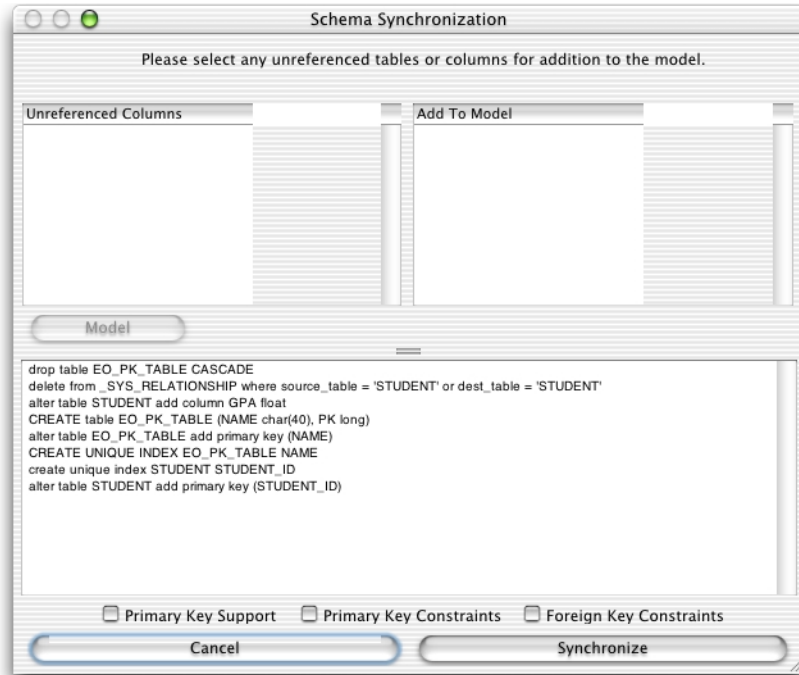 Schema Synchronization
Please select any unreferenced tables or columns for addition to the model.
Unreferenced Columns
Add To Model
Model
drop table EO_PK_TABLE CASCADE
delete from _SYS_RELATIONSHIP where source_table = 'STUDENT' or dest_table = 'STUDENT'
alter table STUDENT add column GPA float
CREATE table EO_PK_TABLE (NAME char(40), PK long)
alter table EO_PK_TABLE add primary key (NAME)
CREATE UNIQUE INDEX EO_PK_TABLE NAME
create unique index STUDENT STUDENT_ID
alter table STUDENT add primary key (STUDENT_ID)
Primary Key Support
Primary Key Constraints
Foreign Key Constraints
Cancel
Synchronize